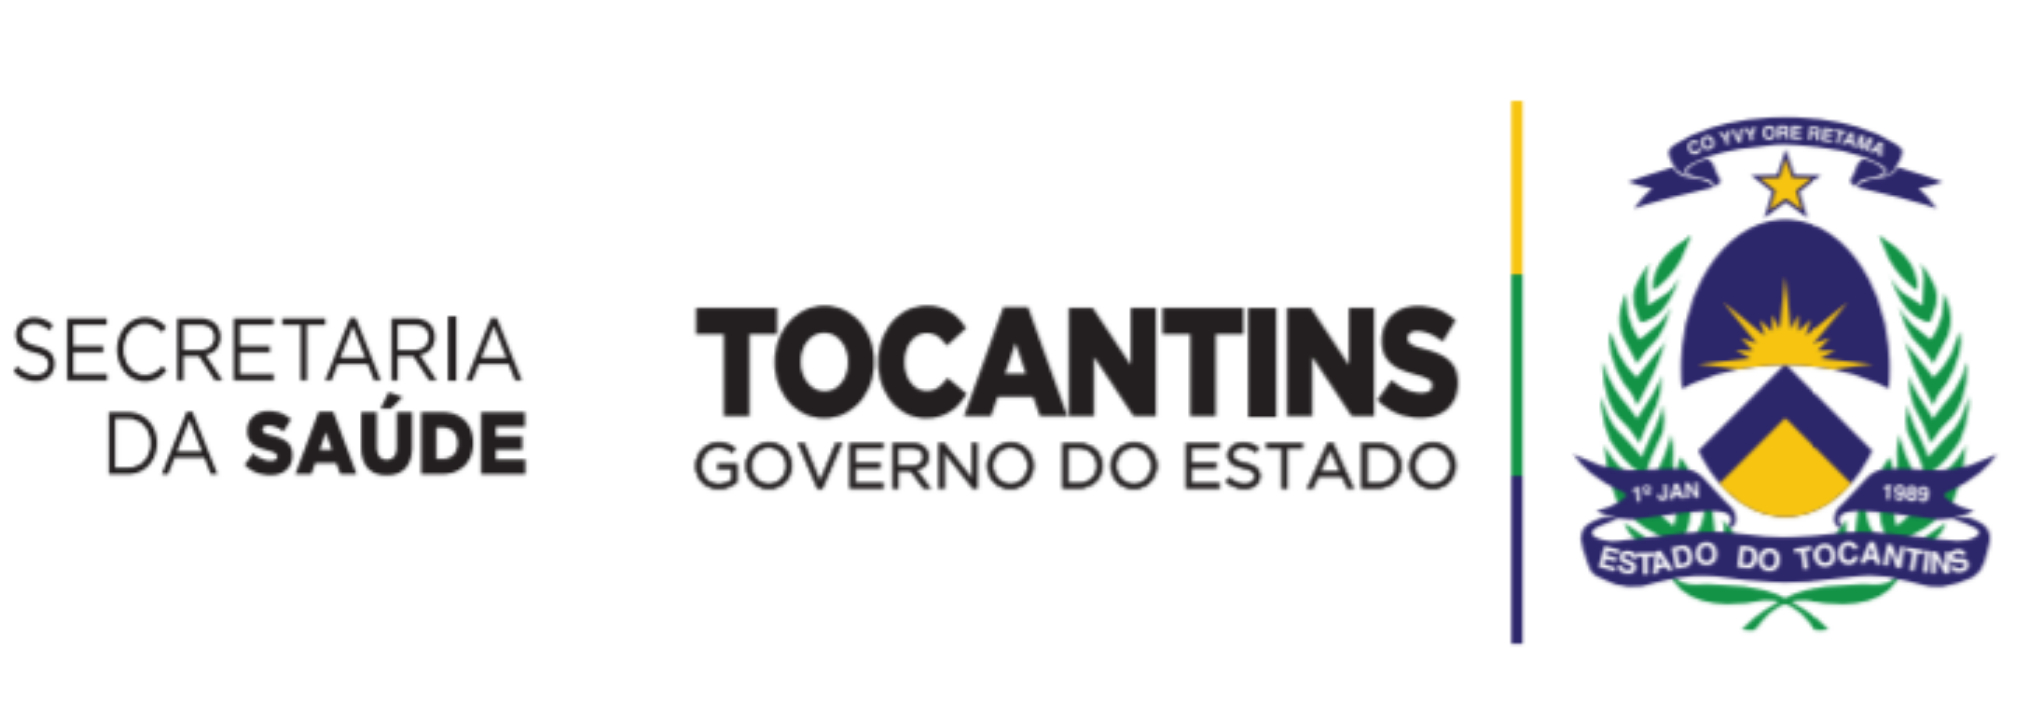 SECRETARIA
DA SAÚDE
TOCANTINS
GOVERNO DO ESTADO
CO YVY ORE RETAMA
1º JAN
1989
ESTADO DO TOCANTINS